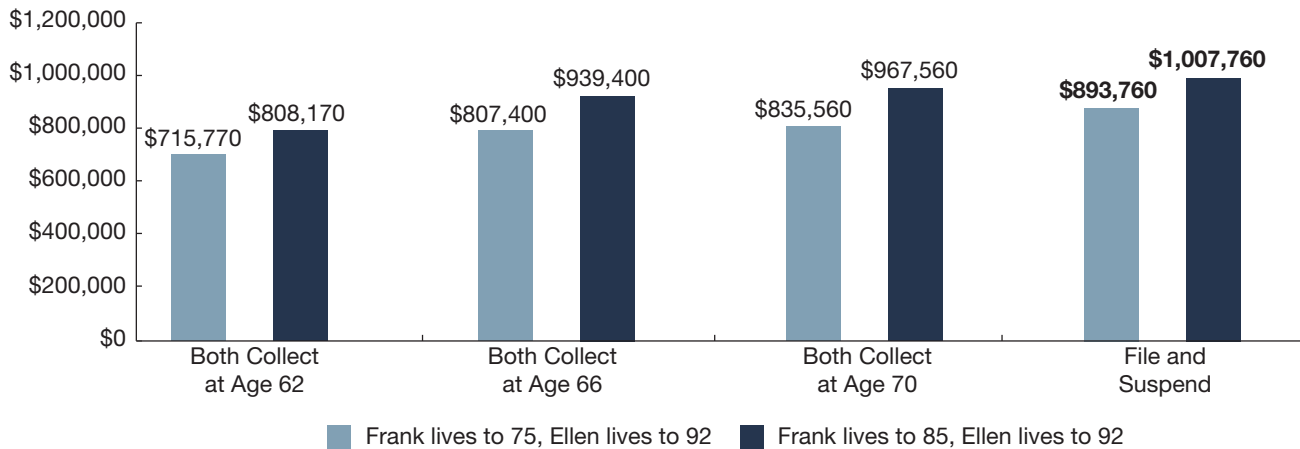 $1,200,000
$1,000,000
$800,000
$600,000
$400,000
$200,000
$0
$715,770
$808,170
$807,400
$939,400
$835,560
$967,560
$893,760
$1,007,760
Both Collect
at Age 62
Both Collect
at Age 66
Both Collect
at Age 70
File and
Suspend
Frank lives to 75, Ellen lives to 92
Frank lives to 85, Ellen lives to 92